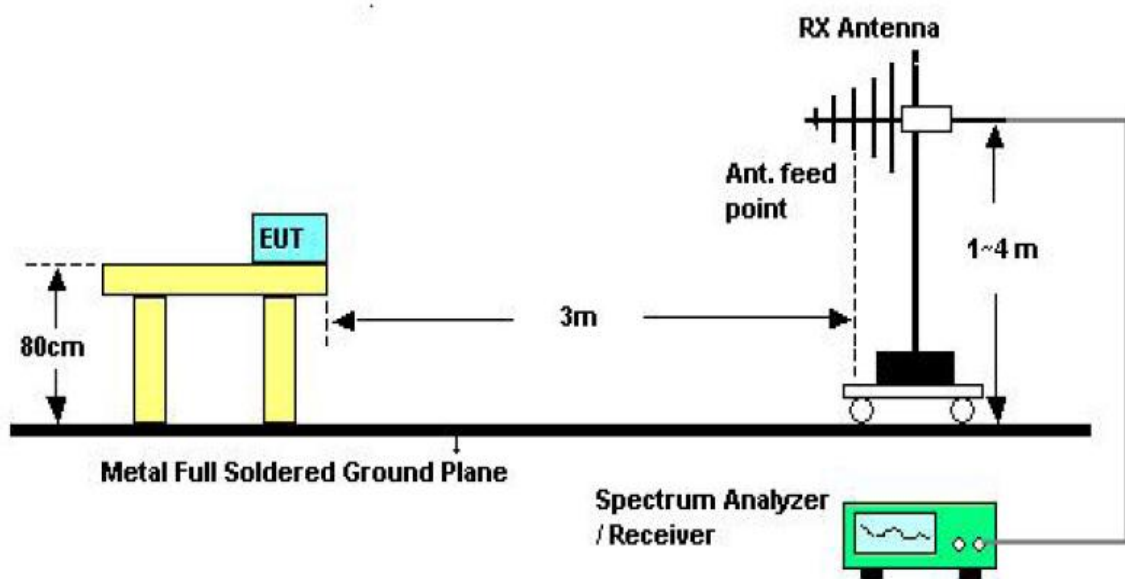 RX Antenna
Ant. feed
point
EUT
1~4 m
3m
80cm
Metal Full Soldered Ground Plane
Spectrum Analyzer
/ Receiver